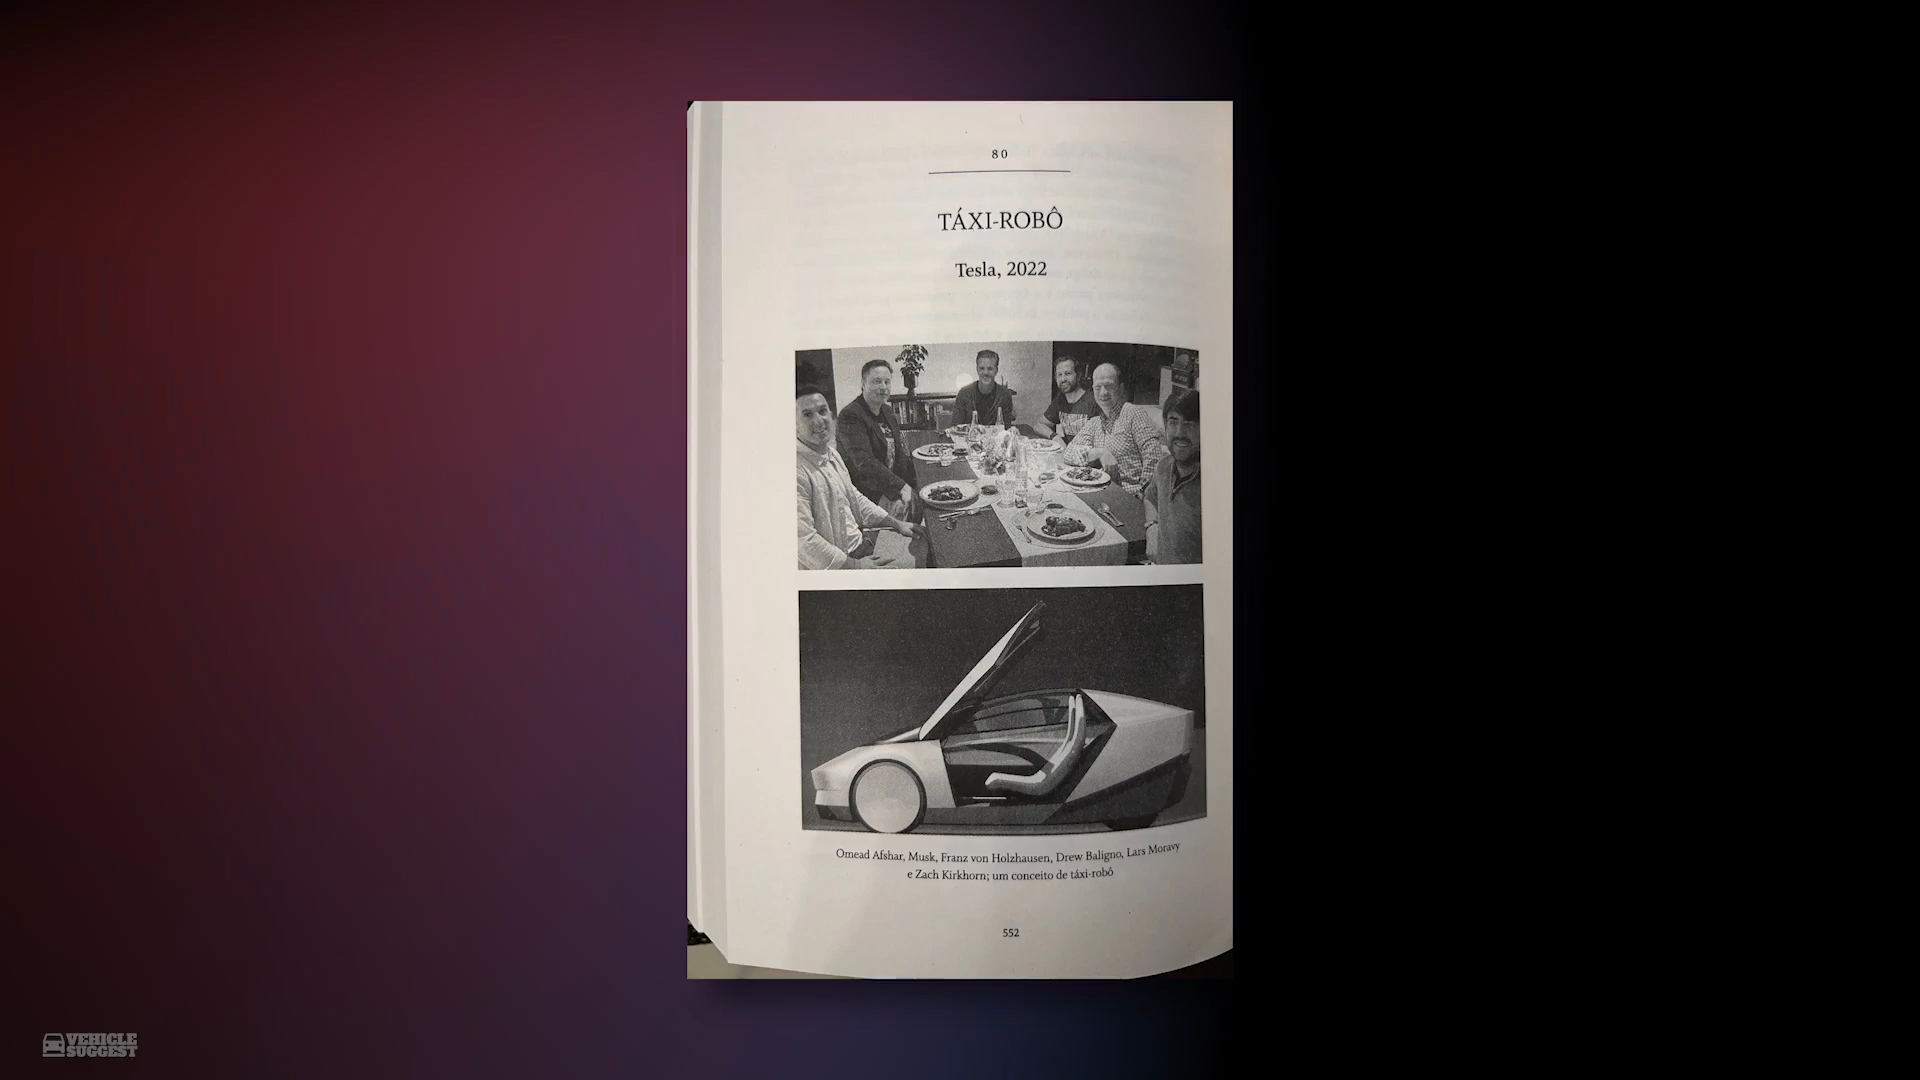 80
TÁXI-ROBÔ
Tesla, 2022
Omead Afshar, Musk, Franz von Holzhausen, Drew Baligno, Lars Moravy
e Zach Kirkhorn; um conceito de táxi-robô
552
VEHICLE
SUGGEST